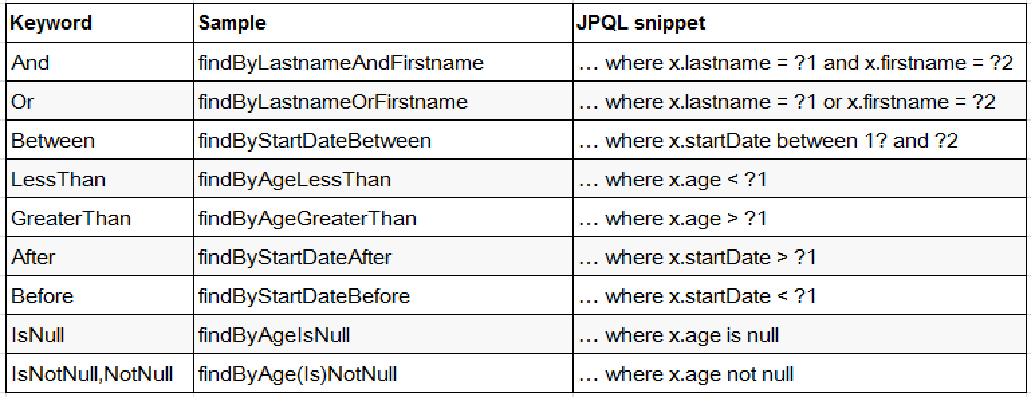 Keyword Sample JPQL snippet
And findByLastnameAndFirstname … where x.lastname = ?1 and x.firstname = ?2
Or findByLastnameOrFirstname … where x.lastname = ?1 or x.firstname = ?2
Between findByStartDateBetween … where x.startDate between 1? and ?2
LessThan findByAgeLessThan … where x.age < ?1
GreaterThan findByAgeGreaterThan … where x.age > ?1
After findByStartDateAfter … where x.startDate > ?1
Before findByStartDateBefore … where x.startDate < ?1
IsNull findByAgeIsNull … where x.age is null
IsNotNull,NotNull findByAge(Is)NotNull … where x.age not null